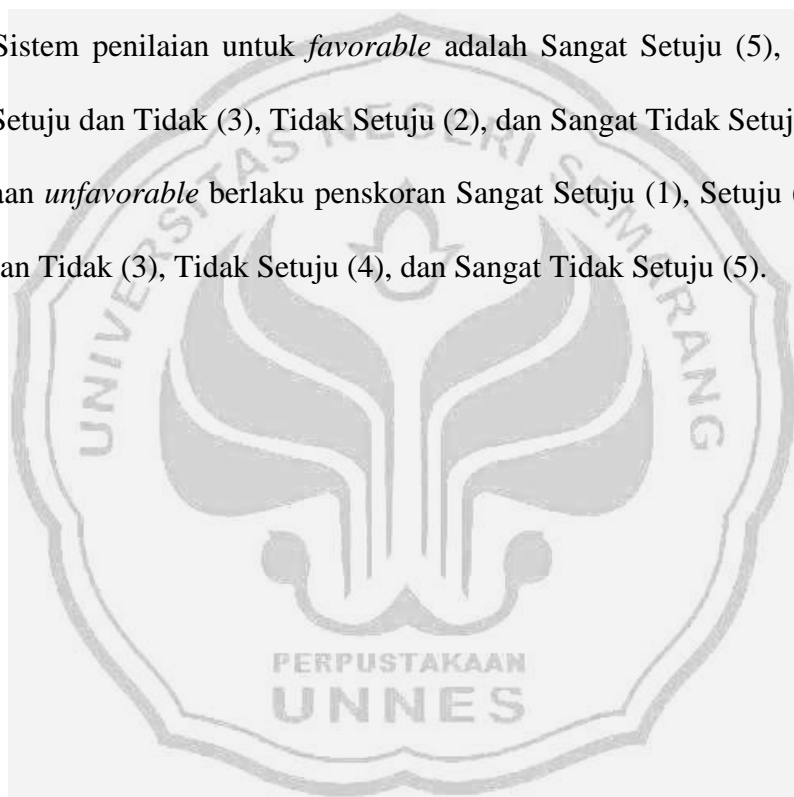 Sistem penilaian untuk favorable adalah Sangat Setuju (5),
Setuju dan Tidak (3), Tidak Setuju (2), dan Sangat Tidak Setuj
aan unfavorable berlaku penskoran Sangat Setuju (1), Setuju (
an Tidak (3), Tidak Setuju (4), dan Sangat Tidak Setuju (5).
UNIVERSITAS NEGERI SEMARANG
PERPUSTAKAAN
UNNES